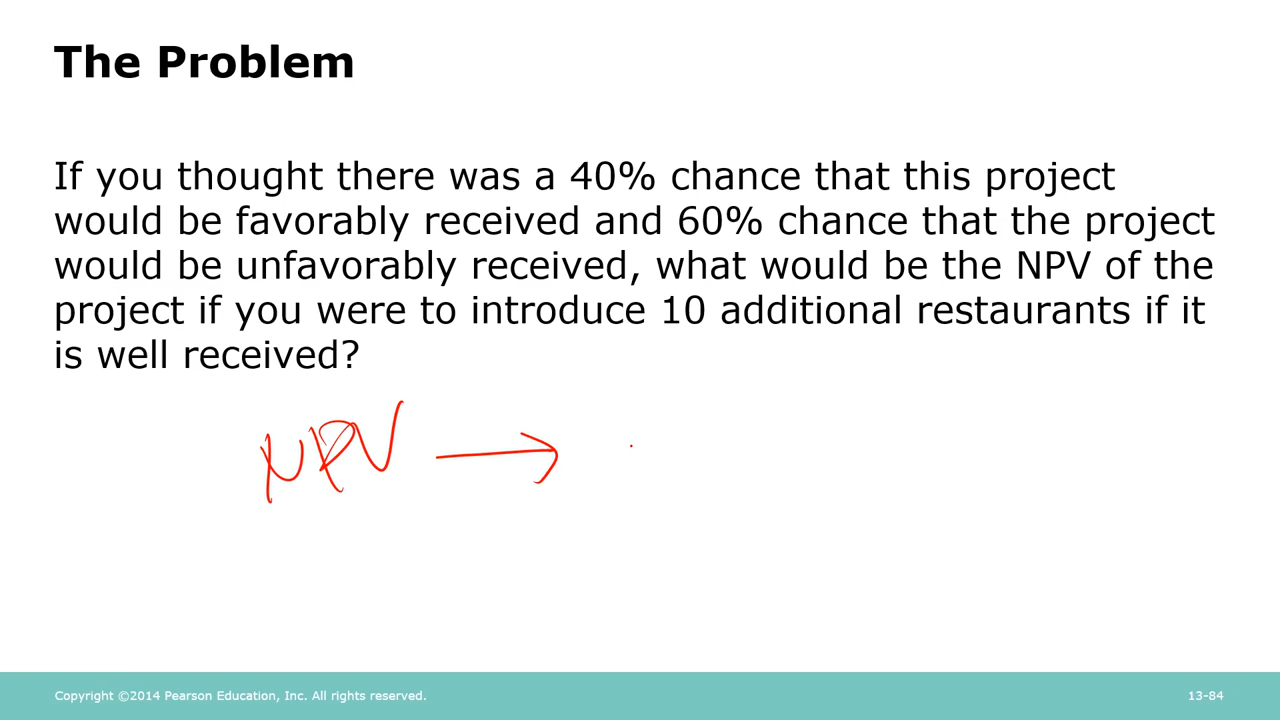 The Problem
If you thought there was a 40% chance that this project
would be favorably received and 60% chance that the project
would be unfavorably received, what would be the NPV of the
project if you were to introduce 10 additional restaurants if it
is well received?
NPV →
Copyright ©2014 Pearson Education, Inc. All rights reserved.
13-84